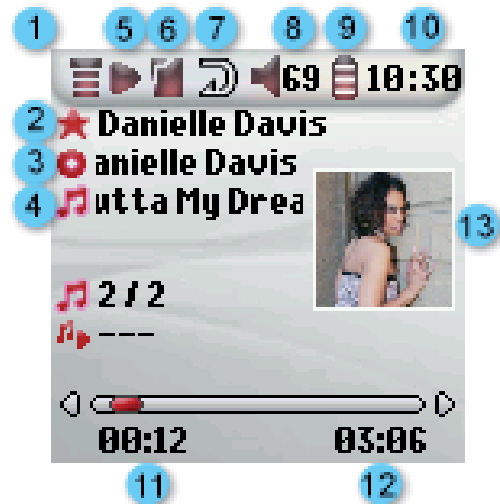 1 5 6 7 8 9 10
69 10:30
2 Danielle Davis
3 anielle Davis
4 utta My Drea
13
2 / 2
---
00:12 03:06
11 12